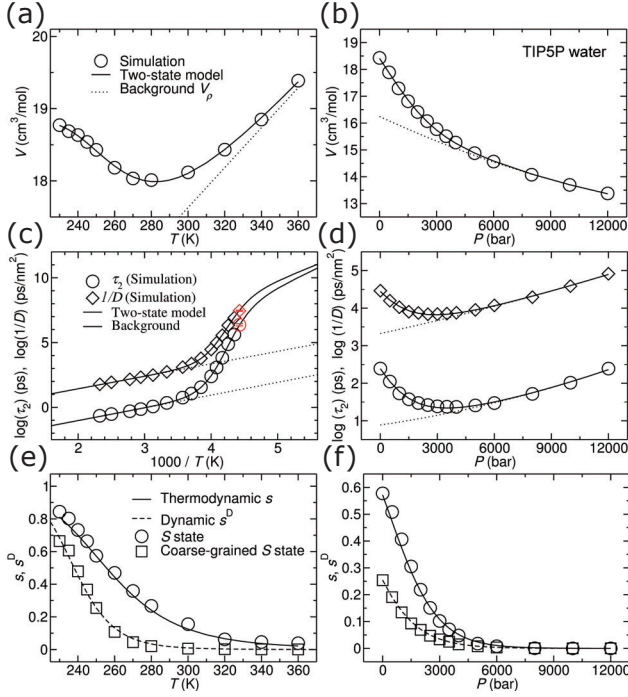 (a)
20
19
18
V (cm³/mol)
Simulation
Two-state model
Background Vρ
240 260 280 300 320 340 360
T (K)
(b)
TIP5P water
19
18
17
16
15
14
13
V (cm³/mol)
0 3000 6000 9000 12000
P (bar)
(c)
10
5
0
log(τ₂) (ps), log(1/D) (ps/nm²)
τ₂ (Simulation)
1/D (Simulation)
Two-state model
Background
2 3 4 5
1000 / T (K)
(d)
5
4
3
2
1
log(τ₂) (ps), log (1/D) (ps/nm²)
0 3000 6000 9000 12000
P (bar)
(e)
1
0.8
0.6
0.4
0.2
0
s, sᴰ
Thermodynamic s
Dynamic sᴰ
S state
Coarse-grained S state
240 260 280 300 320 340 360
T (K)
(f)
0.6
0.5
0.4
0.3
0.2
0.1
0
s, sᴰ
0 3000 6000 9000 12000
P (bar)